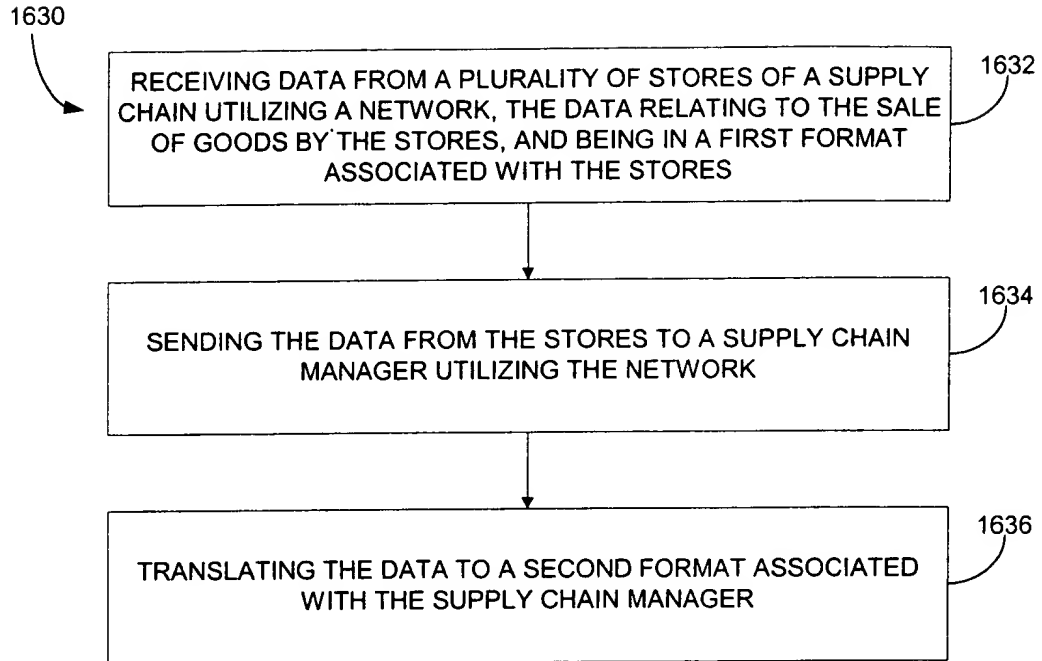 1630
RECEIVING DATA FROM A PLURALITY OF STORES OF A SUPPLY
CHAIN UTILIZING A NETWORK, THE DATA RELATING TO THE SALE
OF GOODS BY THE STORES, AND BEING IN A FIRST FORMAT
ASSOCIATED WITH THE STORES
1632
SENDING THE DATA FROM THE STORES TO A SUPPLY CHAIN
MANAGER UTILIZING THE NETWORK
1634
TRANSLATING THE DATA TO A SECOND FORMAT ASSOCIATED
WITH THE SUPPLY CHAIN MANAGER
1636